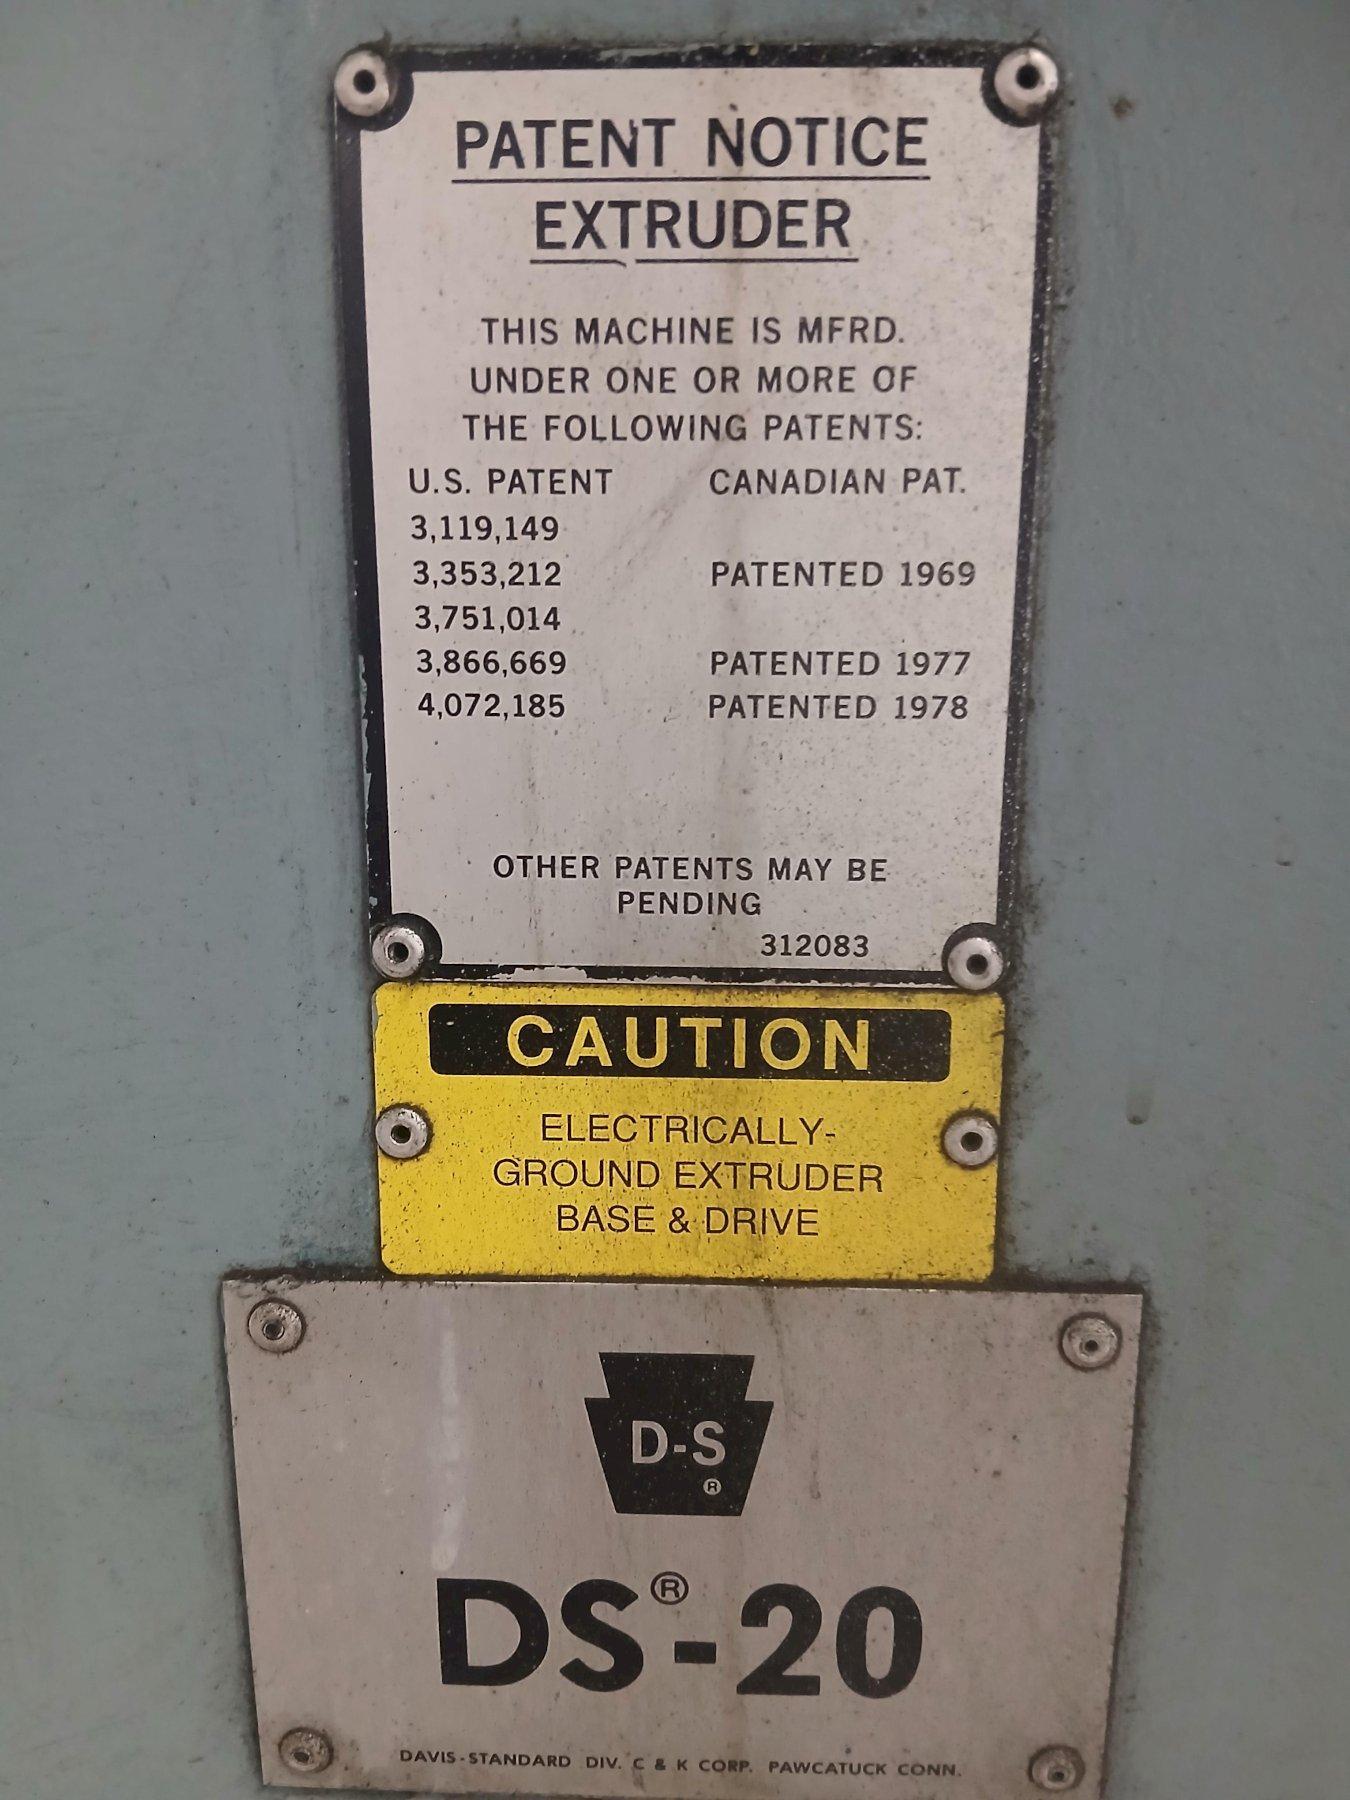 PATENT NOTICE
EXTRUDER
THIS MACHINE IS MFRD.
UNDER ONE OR MORE OF
THE FOLLOWING PATENTS:
U.S. PATENT CANADIAN PAT.
3,119,149
3,353,212 PATENTED 1969
3,751,014
3,866,669 PATENTED 1977
4,072,185 PATENTED 1978
OTHER PATENTS MAY BE
PENDING
312083
CAUTION
ELECTRICALLY-
GROUND EXTRUDER
BASE & DRIVE
D-S
®
DS®-20
DAVIS-STANDARD DIV. C & K CORP. PAWCATUCK CONN.